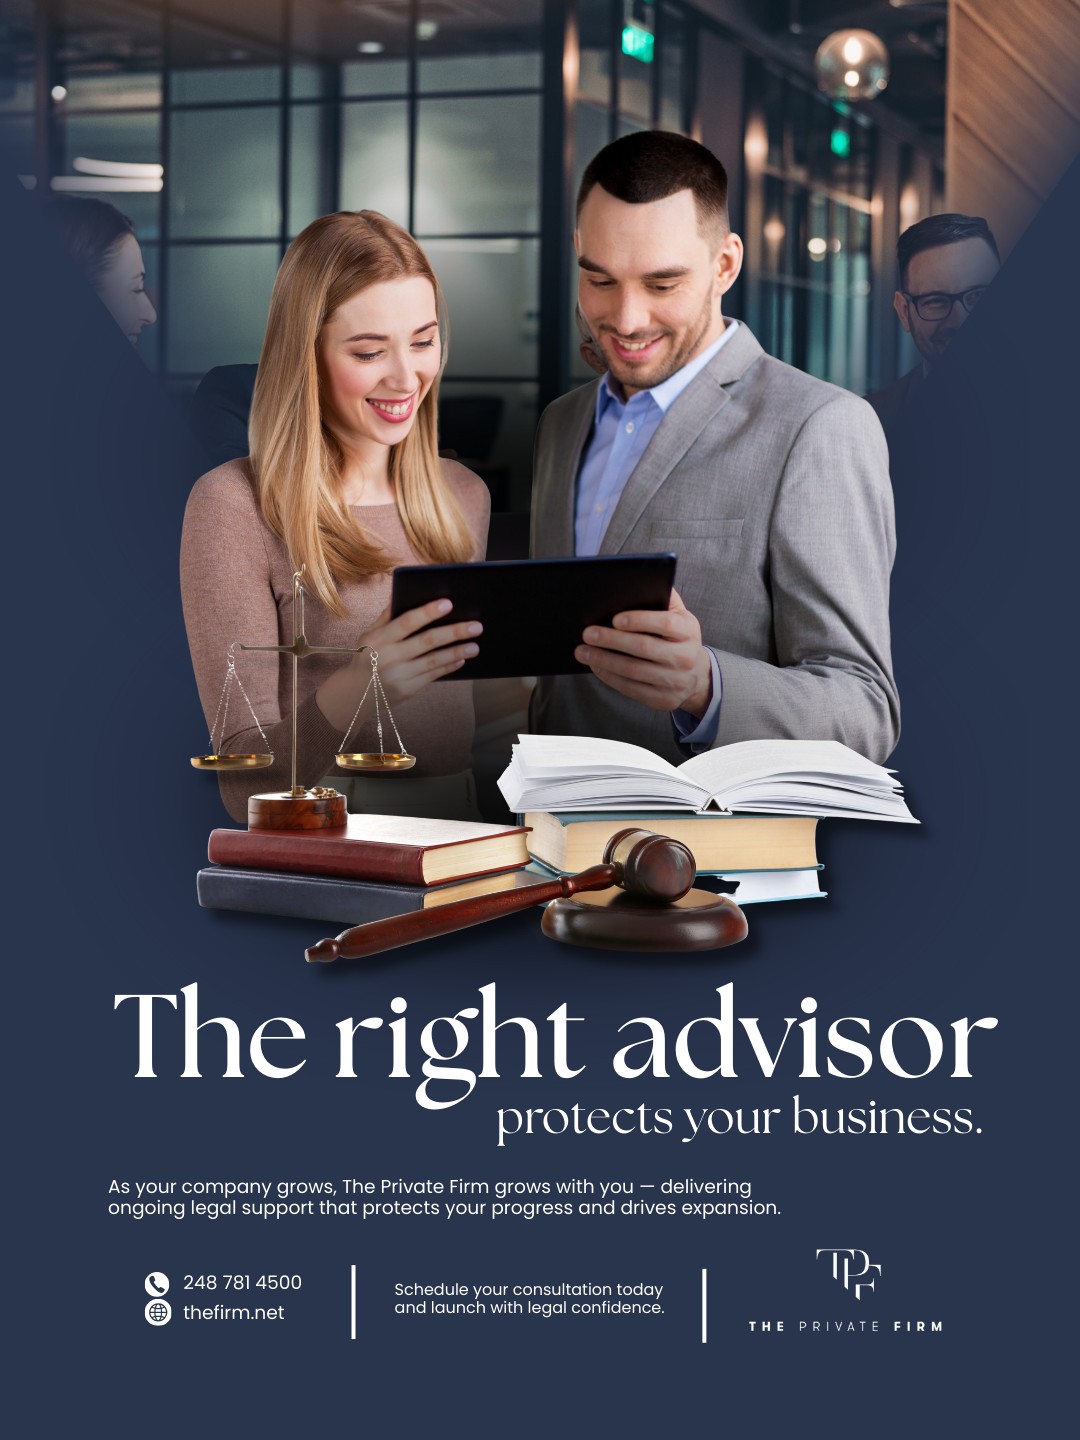 The right advisor
protects your business.
As your company grows, The Private Firm grows with you — delivering
ongoing legal support that protects your progress and drives expansion.
248 781 4500
thefirm.net
Schedule your consultation today
and launch with legal confidence.
TPF
THE PRIVATE FIRM